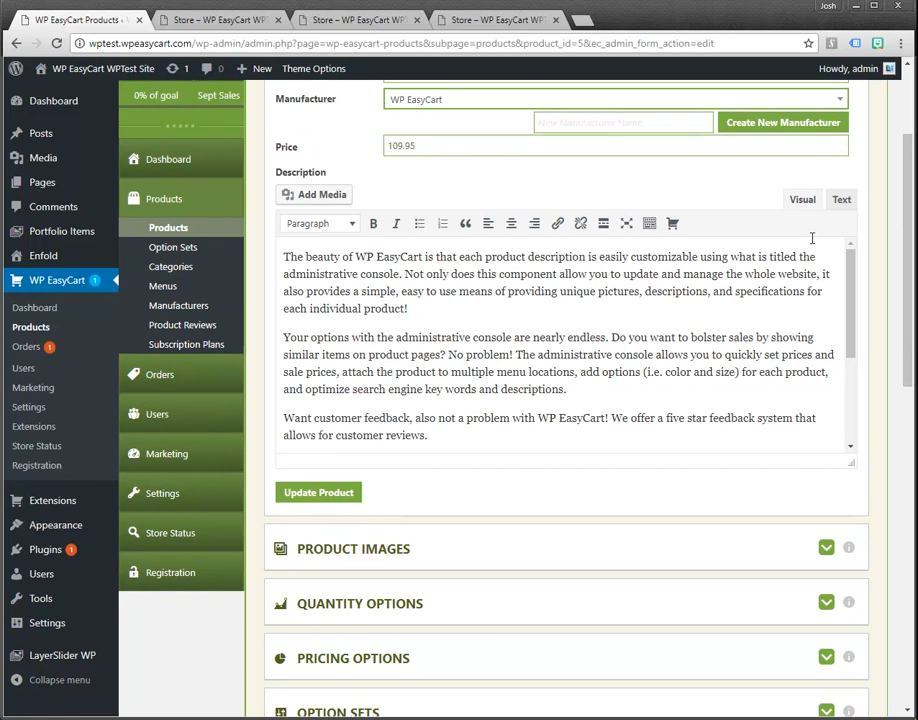 Josh
WP EasyCart Products ‹ W
Store – WP EasyCart WPT
Store – WP EasyCart WPT
Store – WP EasyCart WPT
wptest.wpeasycart.com/wp-admin/admin.php?page=wp-easycart-products&subpage=products&product_id=5&ec_admin_form_action=edit
WP EasyCart WPTest Site
1
0
New
Theme Options
Howdy, admin
Dashboard
Posts
Media
Pages
Comments
Portfolio Items
Enfold
WP EasyCart 1
Dashboard
Products
Orders 1
Users
Marketing
Settings
Extensions
Store Status
Registration
Extensions
Appearance
Plugins 1
Users
Tools
Settings
LayerSlider WP
Collapse menu
0% of goal
Sept Sales
Dashboard
Products
Products
Option Sets
Categories
Menus
Manufacturers
Product Reviews
Subscription Plans
Orders
Users
Marketing
Settings
Store Status
Registration
Manufacturer
WP EasyCart
New Manufacturer Name
Create New Manufacturer
Price
109.95
Description
Add Media
Visual
Text
Paragraph
B
I
The beauty of WP EasyCart is that each product description is easily customizable using what is titled the
administrative console. Not only does this component allow you to update and manage the whole website, it
also provides a simple, easy to use means of providing unique pictures, descriptions, and specifications for
each individual product!
Your options with the administrative console are nearly endless. Do you want to bolster sales by showing
similar items on product pages? No problem! The administrative console allows you to quickly set prices and
sale prices, attach the product to multiple menu locations, add options (i.e. color and size) for each product,
and optimize search engine key words and descriptions.
Want customer feedback, also not a problem with WP EasyCart! We offer a five star feedback system that
allows for customer reviews.
Update Product
PRODUCT IMAGES
QUANTITY OPTIONS
PRICING OPTIONS
OPTION SETS